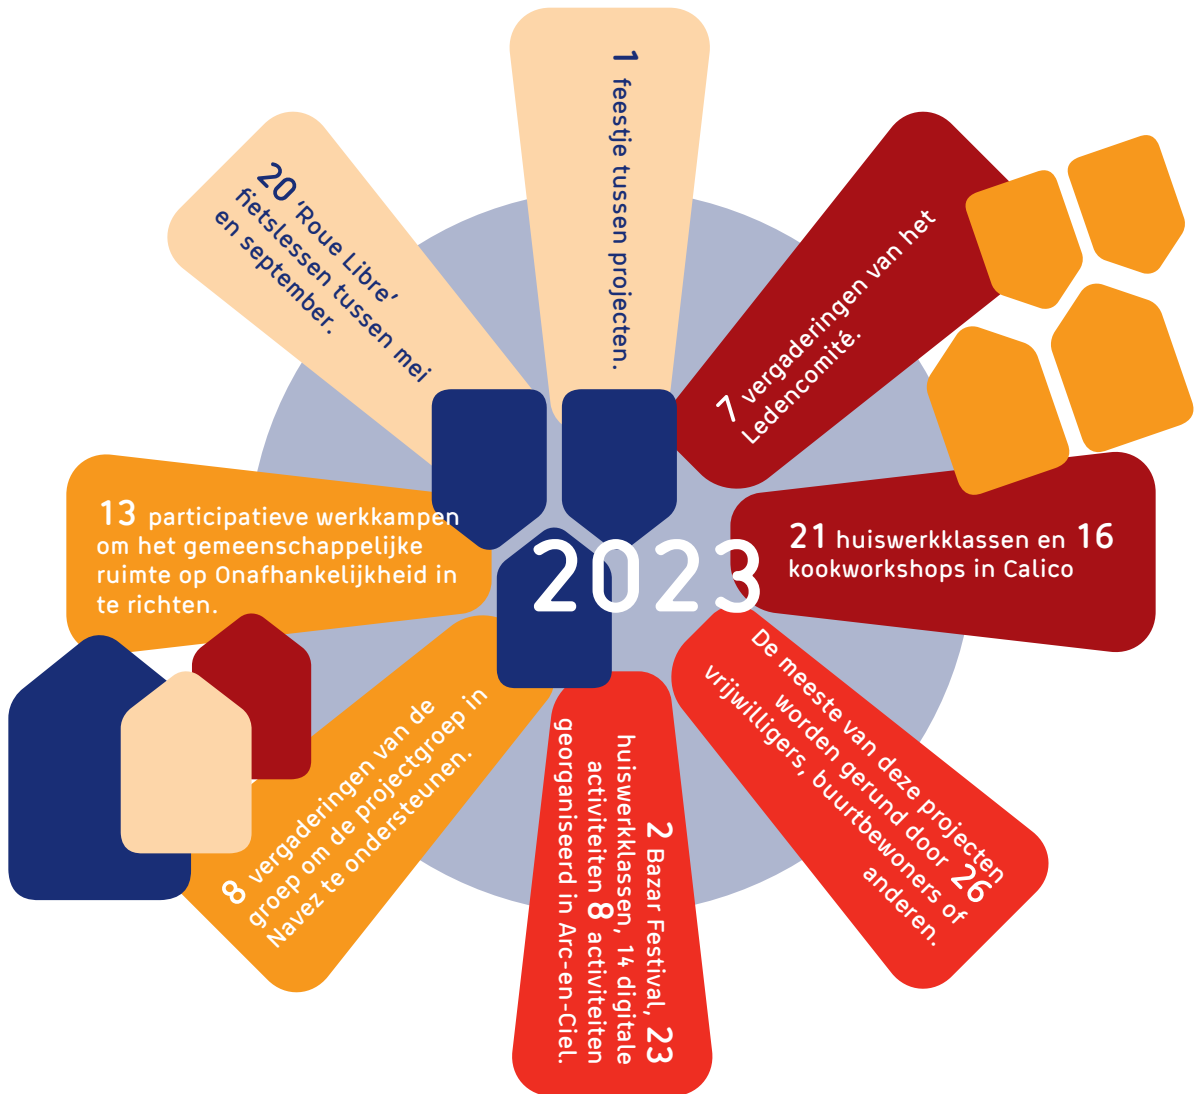 1 feestje tussen projecten.
7 vergaderingen van het
Ledencomité.
21 huiswerkklassen en 16
kookworkshops in Calico
De meeste van deze projecten
worden gerund door 26
vrijwilligers, buurtbewoners of
anderen.
2 Bazar Festival, 23
huiswerkklassen, 14 digitale
activiteiten 8 activiteiten
georganiseerd in Arc-en-Ciel.
8 vergaderingen van de
groep om de projectgroep in
Navez te ondersteunen.
13 participatieve werkkampen
om het gemeenschappelijke
ruimte op Onafhankelijkheid in
te richten.
20 'Roue Libre'
fietslessen tussen mei
en september.
2023